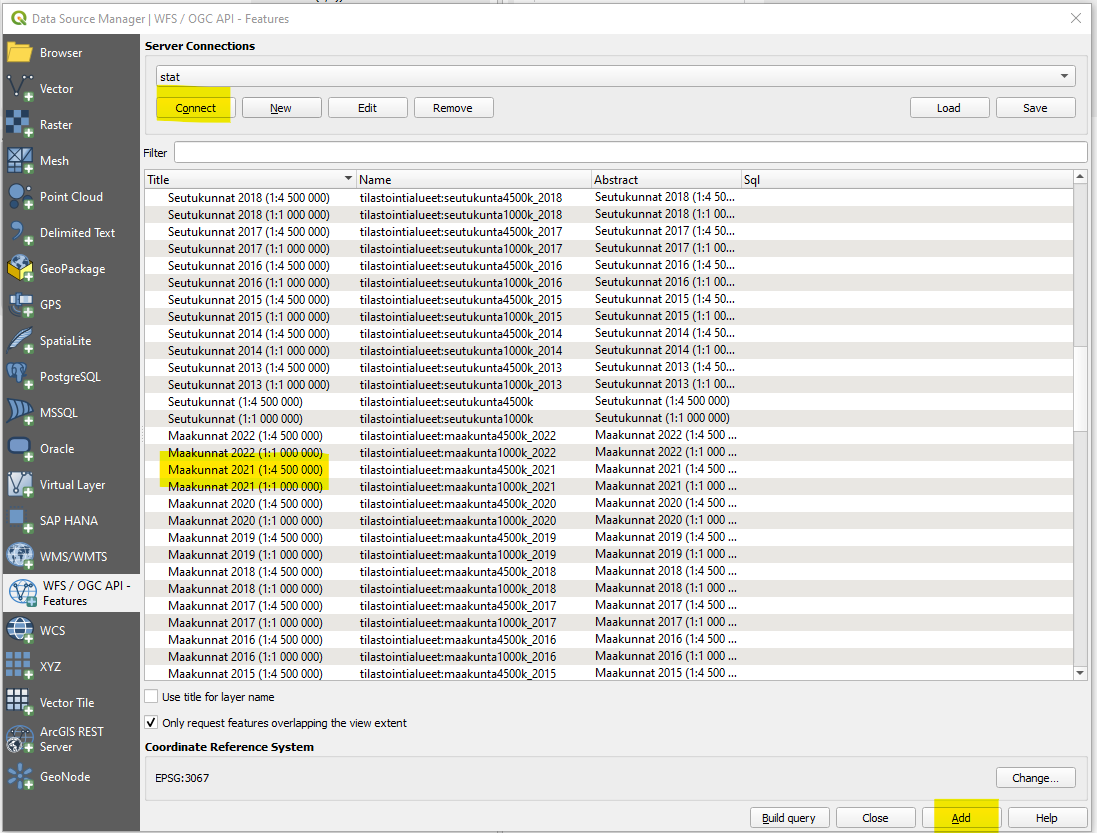 Data Source Manager | WFS / OGC API - Features
Browser
Vector
Raster
Mesh
Point Cloud
Delimited Text
GeoPackage
GPS
SpatiaLite
PostgreSQL
MSSQL
Oracle
Virtual Layer
SAP HANA
WMS/WMTS
WFS / OGC API -
Features
WCS
XYZ
Vector Tile
ArcGIS REST
Server
GeoNode
Server Connections
stat
Connect New Edit Remove Load Save
Filter
Title Name Abstract Sql
Seutukunnat 2018 (1:4 500 000) tilastointialueet:seutukunta4500k_2018 Seutukunnat 2018 (1:4 50...
Seutukunnat 2018 (1:1 000 000) tilastointialueet:seutukunta1000k_2018 Seutukunnat 2018 (1:1 00...
Seutukunnat 2017 (1:4 500 000) tilastointialueet:seutukunta4500k_2017 Seutukunnat 2017 (1:4 50...
Seutukunnat 2017 (1:1 000 000) tilastointialueet:seutukunta1000k_2017 Seutukunnat 2017 (1:1 00...
Seutukunnat 2016 (1:4 500 000) tilastointialueet:seutukunta4500k_2016 Seutukunnat 2016 (1:4 50...
Seutukunnat 2016 (1:1 000 000) tilastointialueet:seutukunta1000k_2016 Seutukunnat 2016 (1:1 00...
Seutukunnat 2015 (1:4 500 000) tilastointialueet:seutukunta4500k_2015 Seutukunnat 2015 (1:4 50...
Seutukunnat 2015 (1:1 000 000) tilastointialueet:seutukunta1000k_2015 Seutukunnat 2015 (1:1 00...
Seutukunnat 2014 (1:4 500 000) tilastointialueet:seutukunta4500k_2014 Seutukunnat 2014 (1:4 50...
Seutukunnat 2014 (1:1 000 000) tilastointialueet:seutukunta1000k_2014 Seutukunnat 2014 (1:1 00...
Seutukunnat 2013 (1:4 500 000) tilastointialueet:seutukunta4500k_2013 Seutukunnat 2013 (1:4 50...
Seutukunnat 2013 (1:1 000 000) tilastointialueet:seutukunta1000k_2013 Seutukunnat 2013 (1:1 00...
Seutukunnat (1:4 500 000) tilastointialueet:seutukunta4500k Seutukunnat (1:4 500 000)
Seutukunnat (1:1 000 000) tilastointialueet:seutukunta1000k Seutukunnat (1:1 000 000)
Maakunnat 2022 (1:4 500 000) tilastointialueet:maakunta4500k_2022 Maakunnat 2022 (1:4 500 ...
Maakunnat 2022 (1:1 000 000) tilastointialueet:maakunta1000k_2022 Maakunnat 2022 (1:1 000 ...
Maakunnat 2021 (1:4 500 000) tilastointialueet:maakunta4500k_2021 Maakunnat 2021 (1:4 500 ...
Maakunnat 2021 (1:1 000 000) tilastointialueet:maakunta1000k_2021 Maakunnat 2021 (1:1 000 ...
Maakunnat 2020 (1:4 500 000) tilastointialueet:maakunta4500k_2020 Maakunnat 2020 (1:4 500 ...
Maakunnat 2020 (1:1 000 000) tilastointialueet:maakunta1000k_2020 Maakunnat 2020 (1:1 000 ...
Maakunnat 2019 (1:4 500 000) tilastointialueet:maakunta4500k_2019 Maakunnat 2019 (1:4 500 ...
Maakunnat 2019 (1:1 000 000) tilastointialueet:maakunta1000k_2019 Maakunnat 2019 (1:1 000 ...
Maakunnat 2018 (1:4 500 000) tilastointialueet:maakunta4500k_2018 Maakunnat 2018 (1:4 500 ...
Maakunnat 2018 (1:1 000 000) tilastointialueet:maakunta1000k_2018 Maakunnat 2018 (1:1 000 ...
Maakunnat 2017 (1:4 500 000) tilastointialueet:maakunta4500k_2017 Maakunnat 2017 (1:4 500 ...
Maakunnat 2017 (1:1 000 000) tilastointialueet:maakunta1000k_2017 Maakunnat 2017 (1:1 000 ...
Maakunnat 2016 (1:4 500 000) tilastointialueet:maakunta4500k_2016 Maakunnat 2016 (1:4 500 ...
Maakunnat 2016 (1:1 000 000) tilastointialueet:maakunta1000k_2016 Maakunnat 2016 (1:1 000 ...
Maakunnat 2015 (1:4 500 000) tilastointialueet:maakunta4500k_2015 Maakunnat 2015 (1:4 500 ...
Use title for layer name
Only request features overlapping the view extent
Coordinate Reference System
EPSG:3067 Change...
Build query Close Add Help